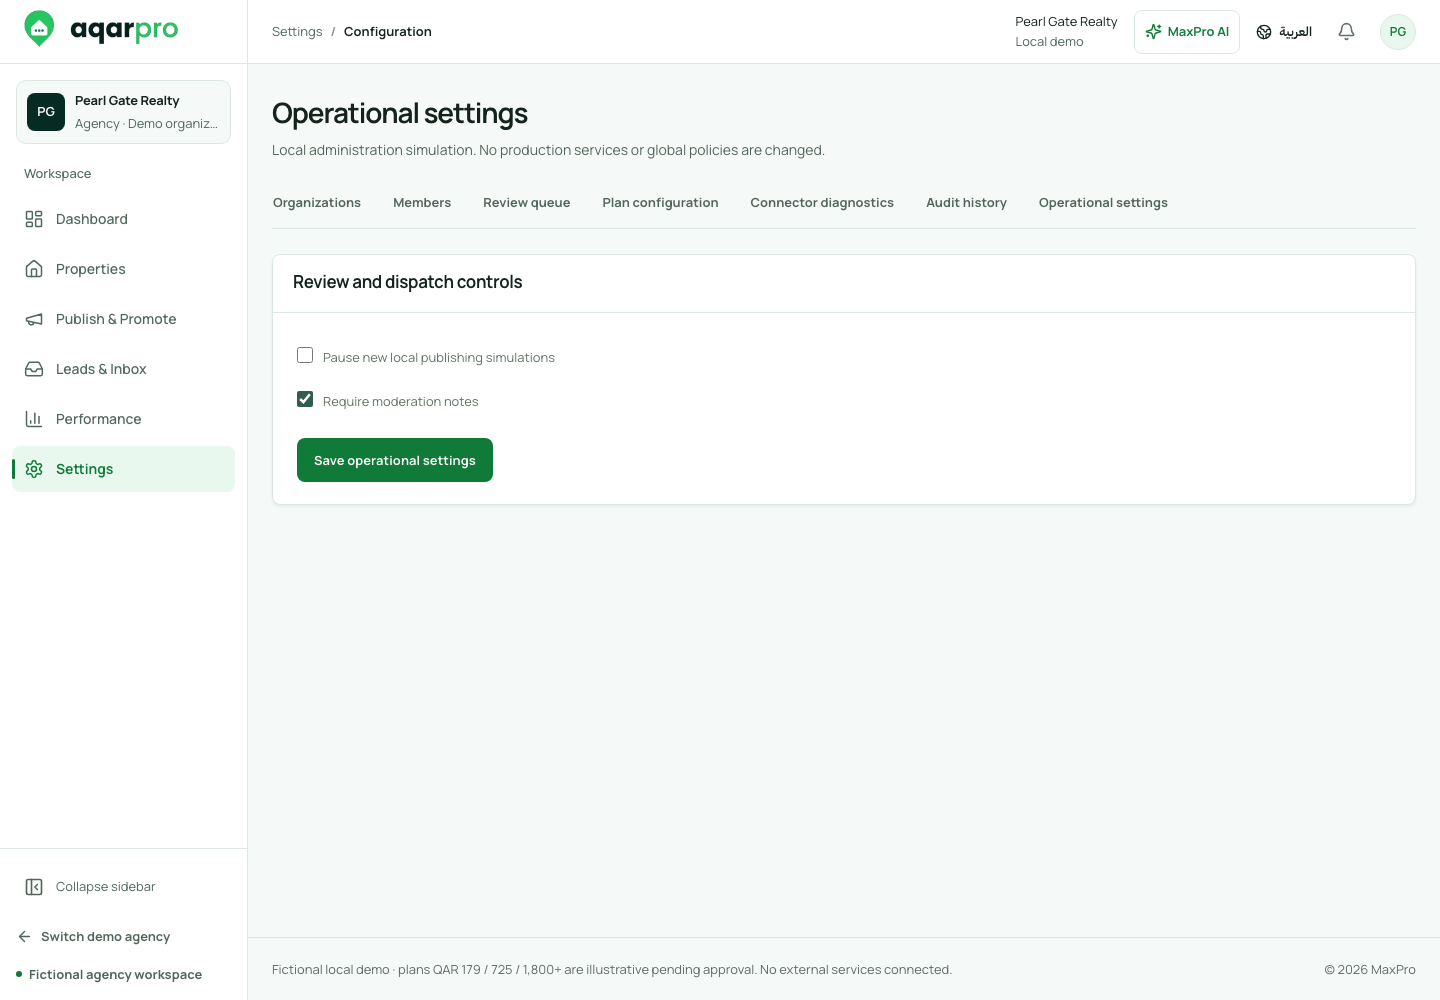 aqarpro
Settings / Configuration
Pearl Gate Realty
Local demo
MaxPro AI
العربية
PG
PG
Pearl Gate Realty
Agency · Demo organiz...
Workspace
Dashboard
Properties
Publish & Promote
Leads & Inbox
Performance
Settings
Collapse sidebar
Switch demo agency
Fictional agency workspace
Operational settings
Local administration simulation. No production services or global policies are changed.
Organizations Members Review queue Plan configuration Connector diagnostics Audit history Operational settings
Review and dispatch controls
Pause new local publishing simulations
Require moderation notes
Save operational settings
Fictional local demo · plans QAR 179 / 725 / 1,800+ are illustrative pending approval. No external services connected.
© 2026 MaxPro